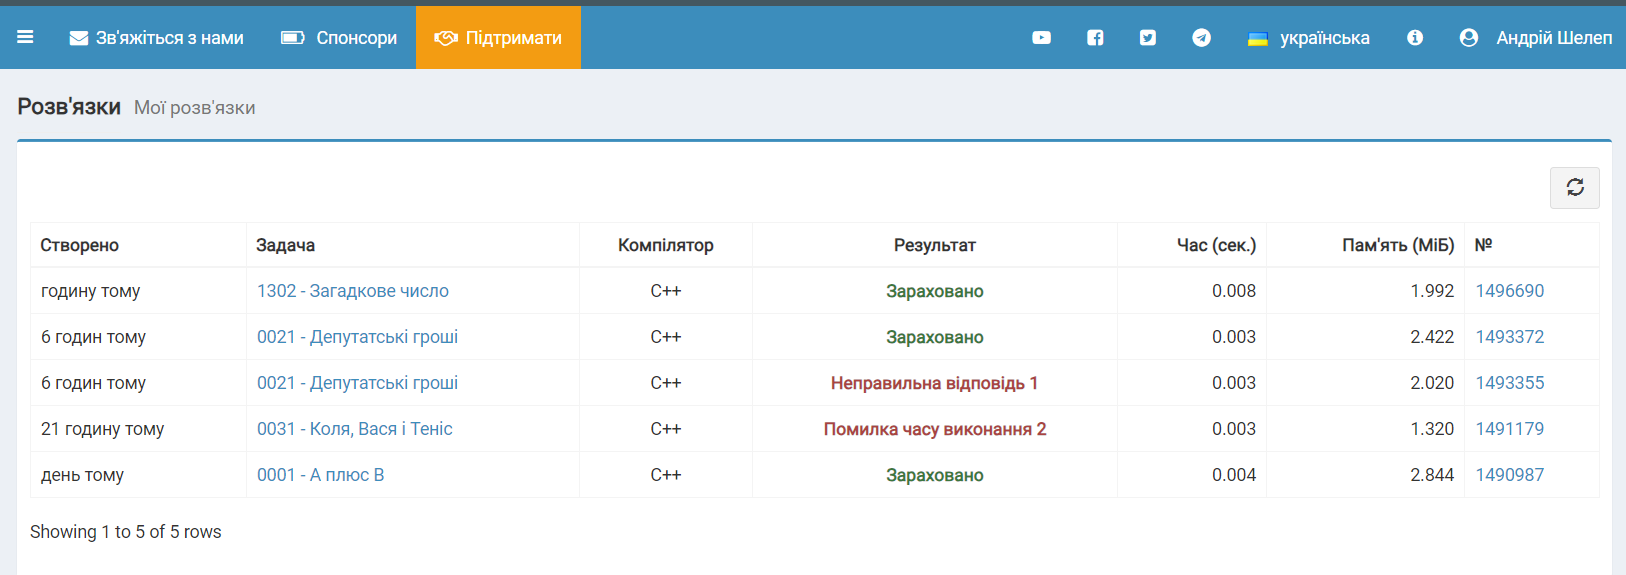 Зв'яжіться з нами Спонсори Підтримати українська Андрій Шелеп
Розв'язки Мої розв'язки
Створено Задача Компілятор Результат Час (сек.) Пам'ять (МіБ) №
годину тому 1302 - Загадкове число C++ Зараховано 0.008 1.992 1496690
6 годин тому 0021 - Депутатські гроші C++ Зараховано 0.003 2.422 1493372
6 годин тому 0021 - Депутатські гроші C++ Неправильна відповідь 1 0.003 2.020 1493355
21 годину тому 0031 - Коля, Вася і Теніс C++ Помилка часу виконання 2 0.003 1.320 1491179
день тому 0001 - А плюс В C++ Зараховано 0.004 2.844 1490987
Showing 1 to 5 of 5 rows